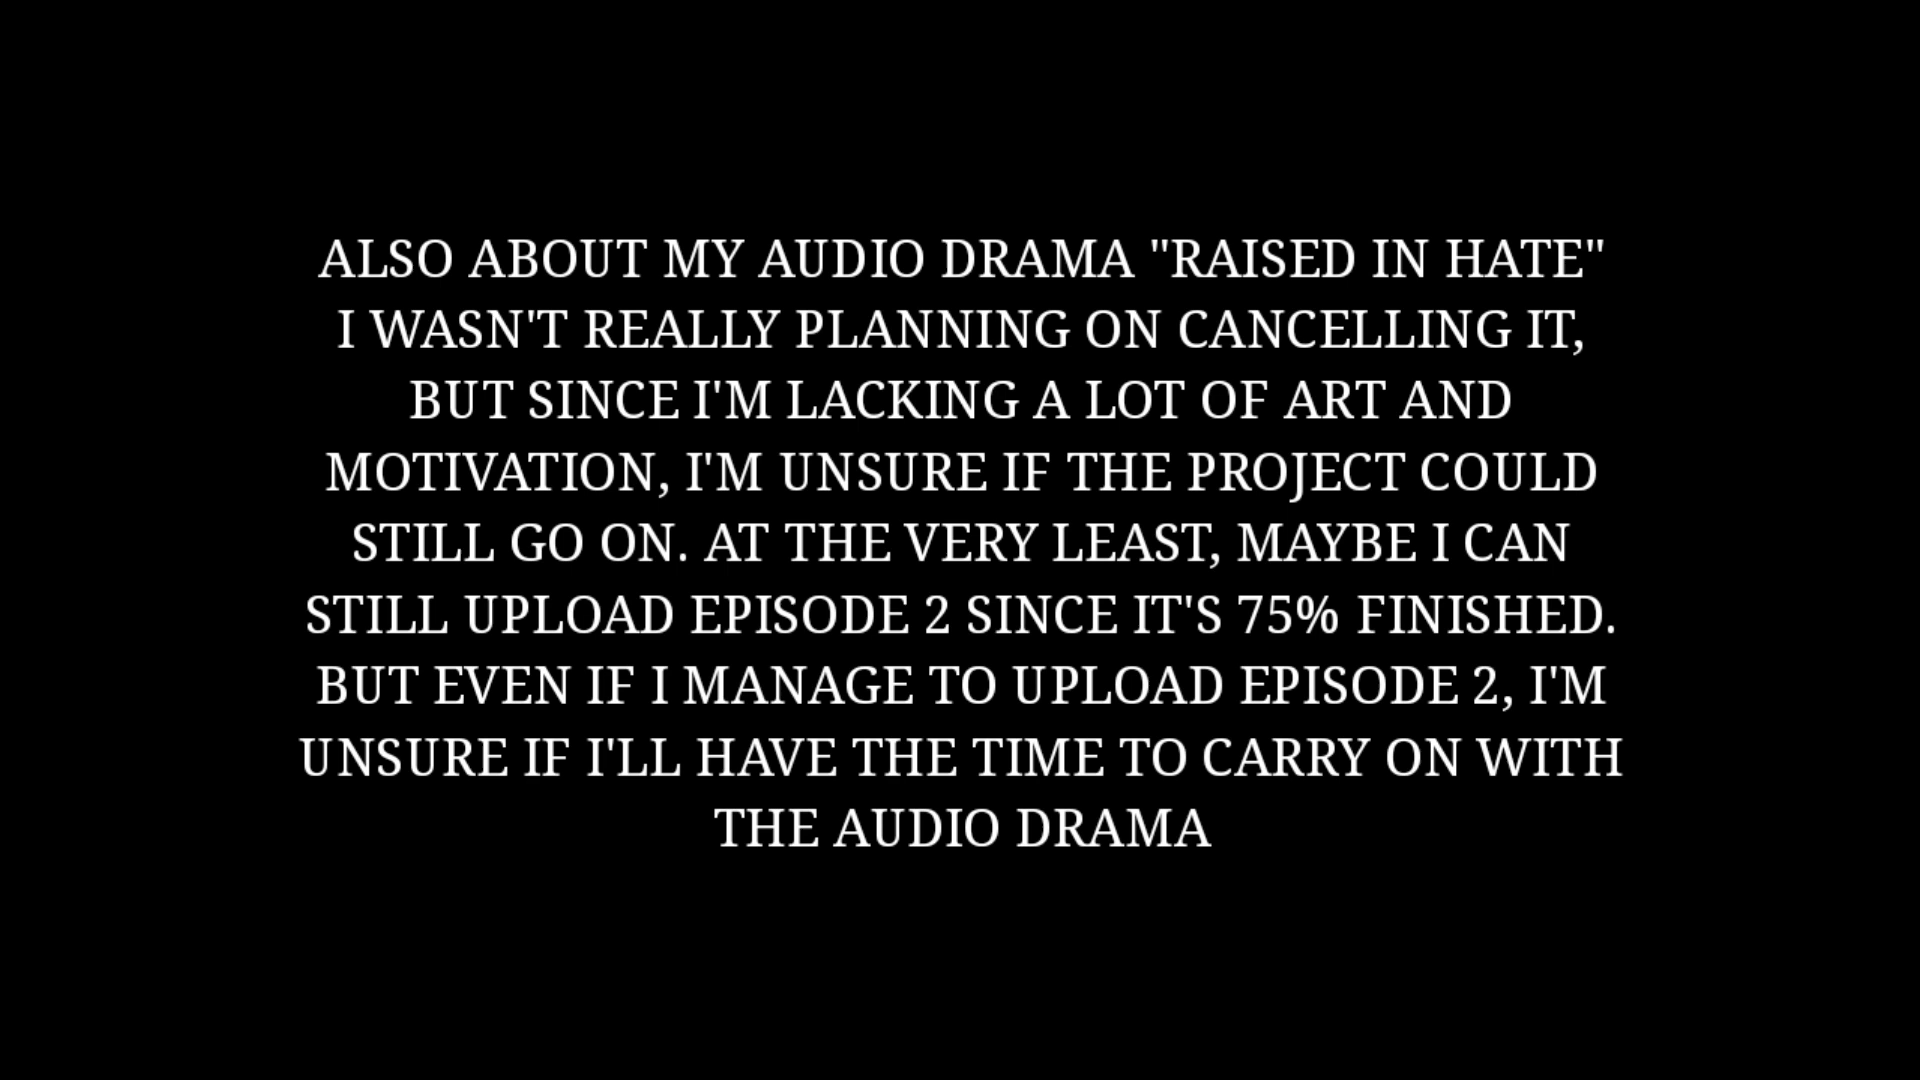 ALSO ABOUT MY AUDIO DRAMA "RAISED IN HATE"
I WASN'T REALLY PLANNING ON CANCELLING IT,
BUT SINCE I'M LACKING A LOT OF ART AND
MOTIVATION, I'M UNSURE IF THE PROJECT COULD
STILL GO ON. AT THE VERY LEAST, MAYBE I CAN
STILL UPLOAD EPISODE 2 SINCE IT'S 75% FINISHED.
BUT EVEN IF I MANAGE TO UPLOAD EPISODE 2, I'M
UNSURE IF I'LL HAVE THE TIME TO CARRY ON WITH
THE AUDIO DRAMA